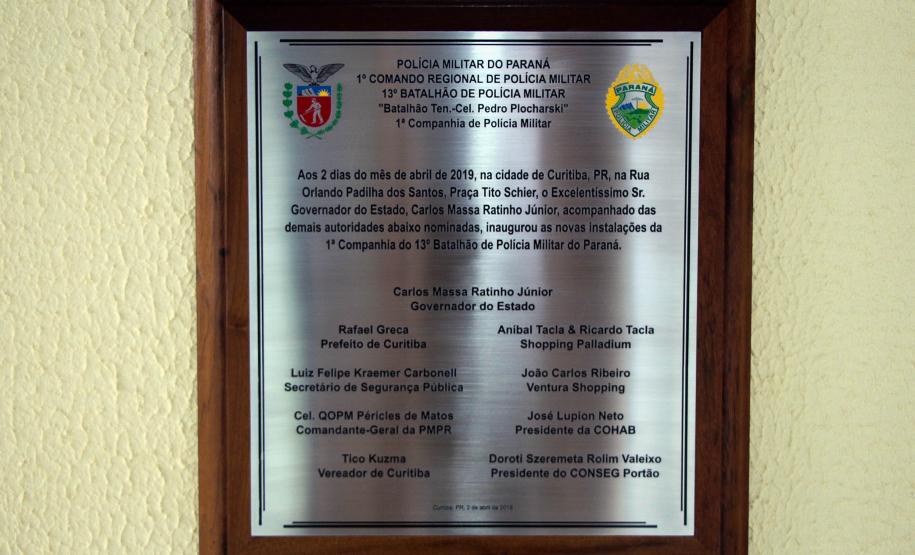 POLÍCIA MILITAR DO PARANÁ
1º COMANDO REGIONAL DE POLÍCIA MILITAR
13º BATALHÃO DE POLÍCIA MILITAR
"Batalhão Ten.-Cel. Pedro Plocharski"
1ª Companhia de Polícia Militar
PARANÁ
POLÍCIA MILITAR
Aos 2 dias do mês de abril de 2019, na cidade de Curitiba, PR, na Rua
Orlando Padilha dos Santos, Praça Tito Schier, o Excelentíssimo Sr.
Governador do Estado, Carlos Massa Ratinho Júnior, acompanhado das
demais autoridades abaixo nominadas, inaugurou as novas instalações da
1ª Companhia do 13º Batalhão de Polícia Militar do Paraná.
Carlos Massa Ratinho Júnior
Governador do Estado
Rafael Greca
Prefeito de Curitiba
Aníbal Tacla & Ricardo Tacla
Shopping Palladium
Luiz Felipe Kraemer Carbonell
Secretário de Segurança Pública
João Carlos Ribeiro
Ventura Shopping
Cel. QOPM Péricles de Matos
Comandante-Geral da PMPR
José Lupion Neto
Presidente da COHAB
Tico Kuzma
Vereador de Curitiba
Doroti Szeremeta Rolim Valeixo
Presidente do CONSEG Portão
Curitiba, PR, 2 de abril de 2019